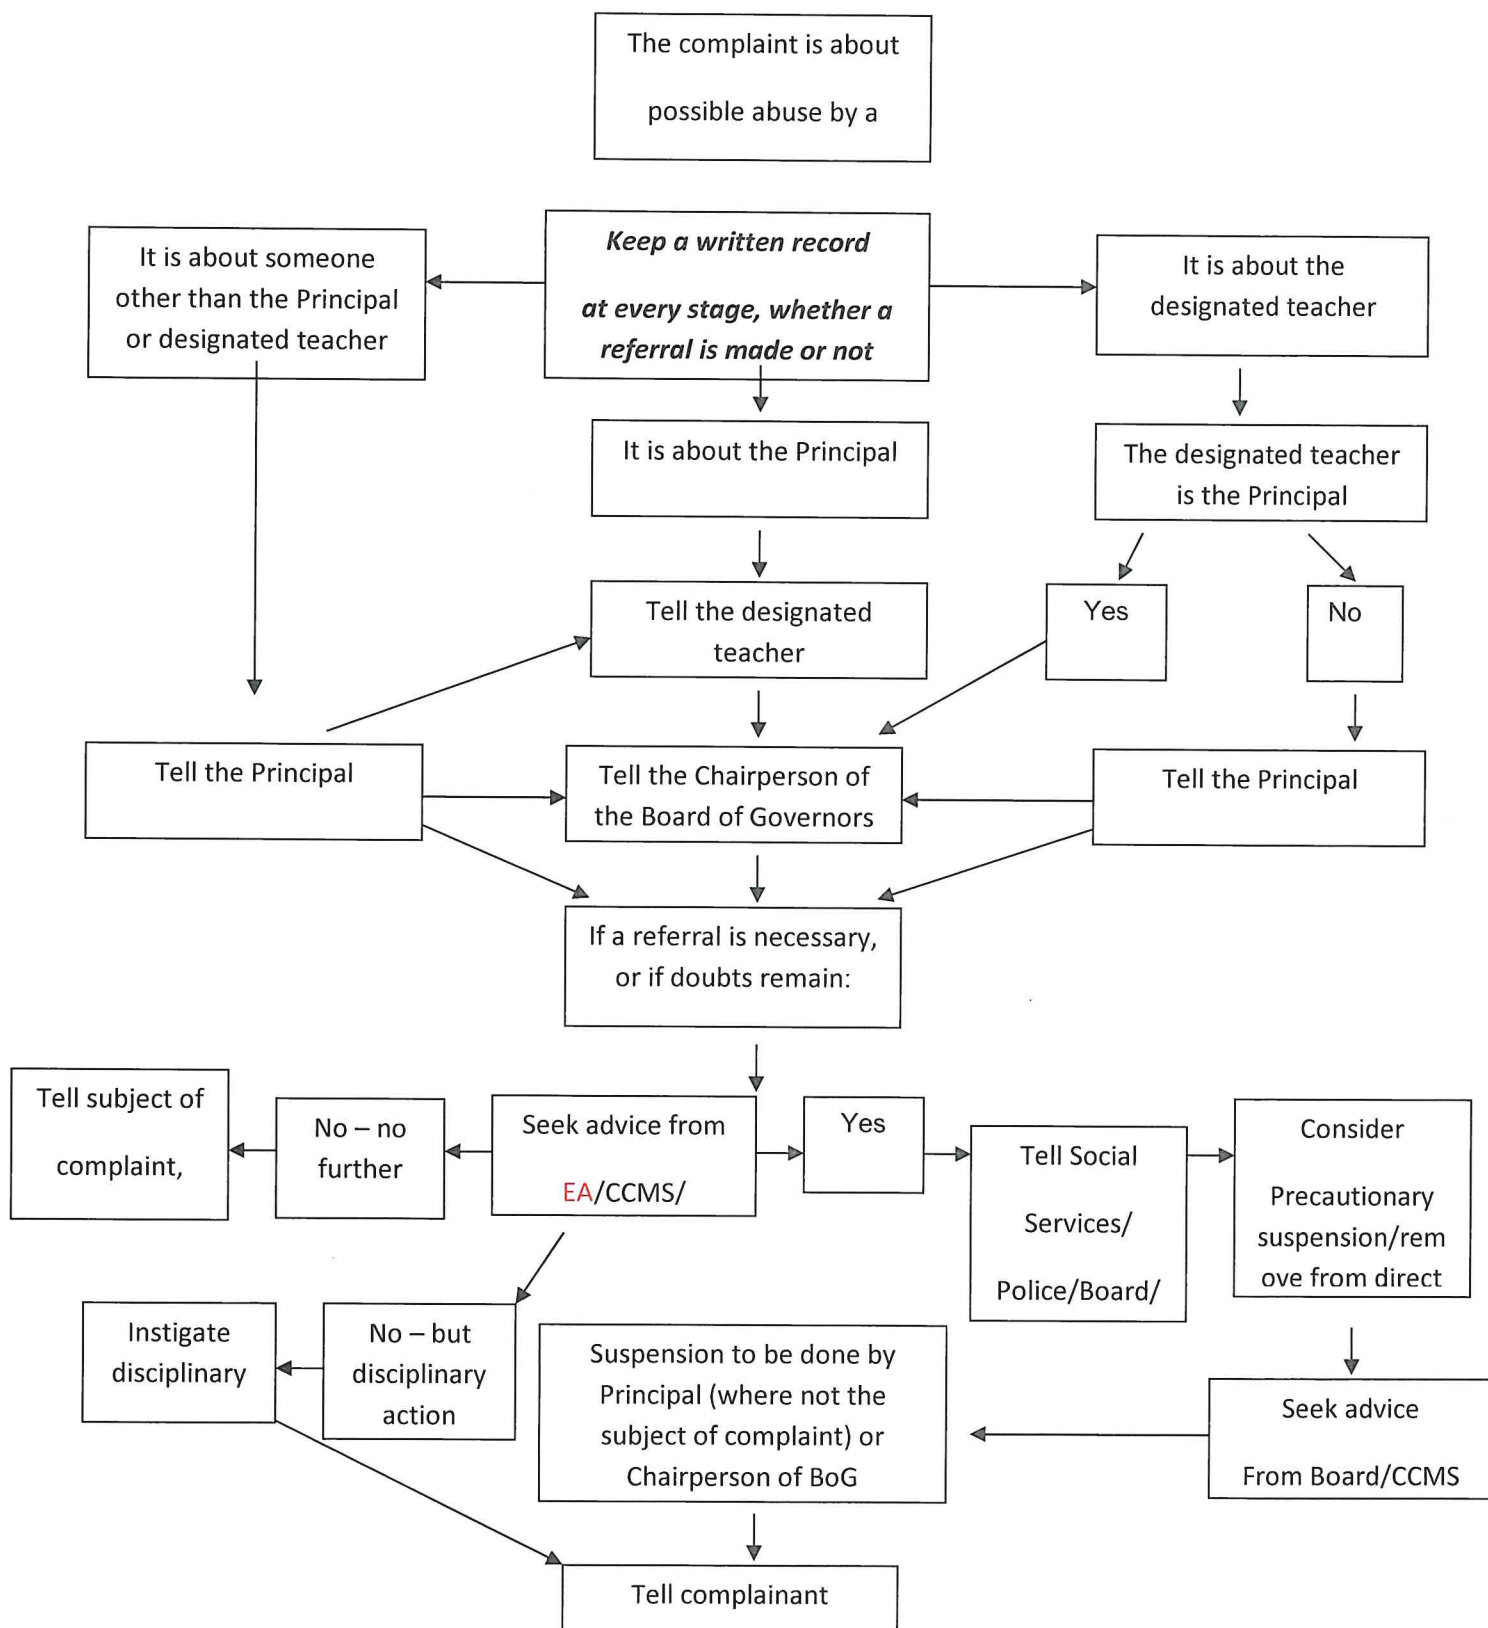 The complaint is about
possible abuse by a
Keep a written record
at every stage, whether a
referral is made or not
It is about someone
other than the Principal
or designated teacher
It is about the
designated teacher
It is about the Principal
The designated teacher
is the Principal
Tell the designated
teacher
Yes
No
Tell the Principal
Tell the Chairperson of
the Board of Governors
Tell the Principal
If a referral is necessary,
or if doubts remain:
Tell subject of
complaint,
No – no
further
Seek advice from
EA/CCMS/
Yes
Tell Social
Services/
Police/Board/
Consider
Precautionary
suspension/rem
ove from direct
Instigate
disciplinary
No – but
disciplinary
action
Suspension to be done by
Principal (where not the
subject of complaint) or
Chairperson of BoG
Seek advice
From Board/CCMS
Tell complainant